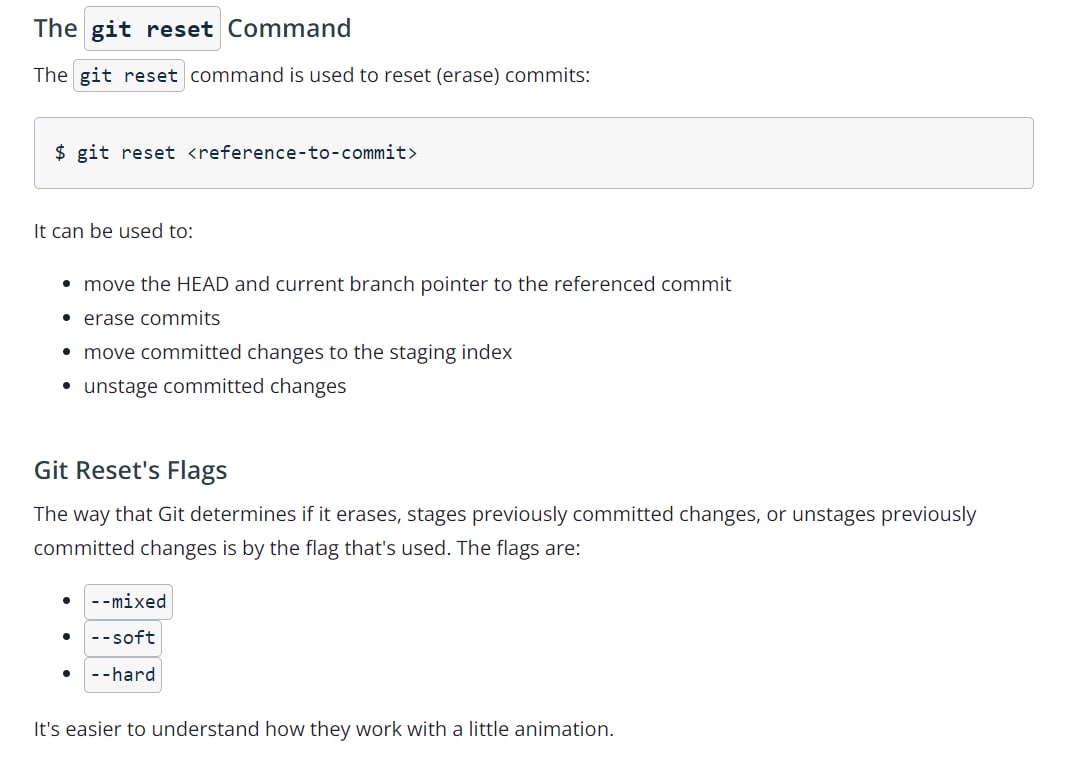 The git reset Command
The git reset command is used to reset (erase) commits:
$ git reset <reference-to-commit>
It can be used to:
• move the HEAD and current branch pointer to the referenced commit
• erase commits
• move committed changes to the staging index
• unstage committed changes
Git Reset's Flags
The way that Git determines if it erases, stages previously committed changes, or unstages previously
committed changes is by the flag that's used. The flags are:
• --mixed
• --soft
• --hard
It's easier to understand how they work with a little animation.